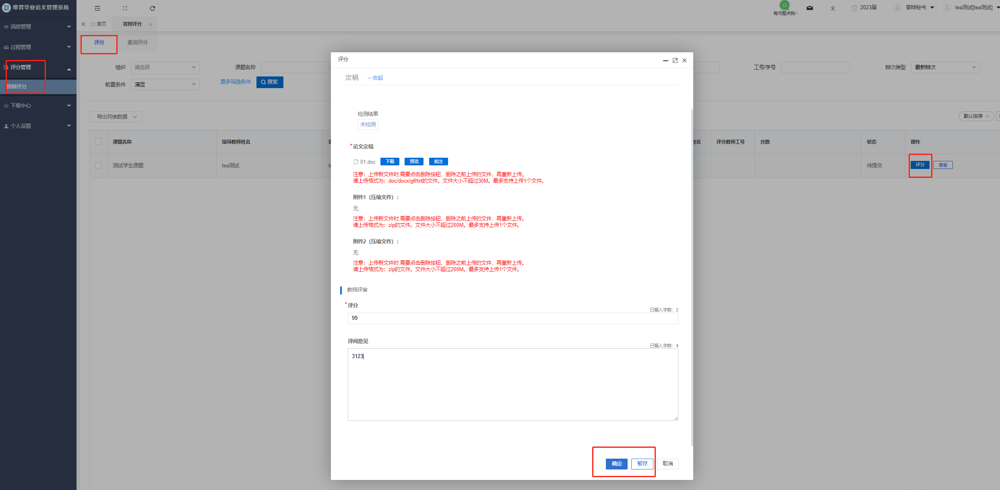 维普毕业论文管理系统
有问题点我~
2023届
答辩秘书
tea测试[tea测试]
消息管理
过程管理
评分管理
答辩评分
下载中心
个人设置
首页
答辩评分
评分
查询评分
组织
请选择
课题名称
工号/学号
辩次类型
最新辩次
前置条件
满足
更多筛选条件
搜索
导出列表数据
默认排序
课题名称
指导教师姓名
姓名
评分教师工号
分数
状态
操作
测试学生课题
tea测试
待提交
评分
查看
评分
定稿
收起
检测结果
未检测
*论文定稿
01.doc
下载
预览
批注
注意：上传新文件时,需要点击删除按钮，删除之前上传的文件，再重新上传。
请上传格式为：doc/docx/gif/txt的文件。文件大小不超过30M。最多支持上传1个文件。
附件1（压缩文件）：
无
注意：上传新文件时,需要点击删除按钮，删除之前上传的文件，再重新上传。
请上传格式为：zip的文件。文件大小不超过200M。最多支持上传1个文件。
附件2（压缩文件）：
无
注意：上传新文件时,需要点击删除按钮，删除之前上传的文件，再重新上传。
请上传格式为：zip的文件。文件大小不超过200M。最多支持上传1个文件。
教师评审
*评分
已输入字数：2
99
评阅意见
已输入字数：4
3123
确定
暂存
取消